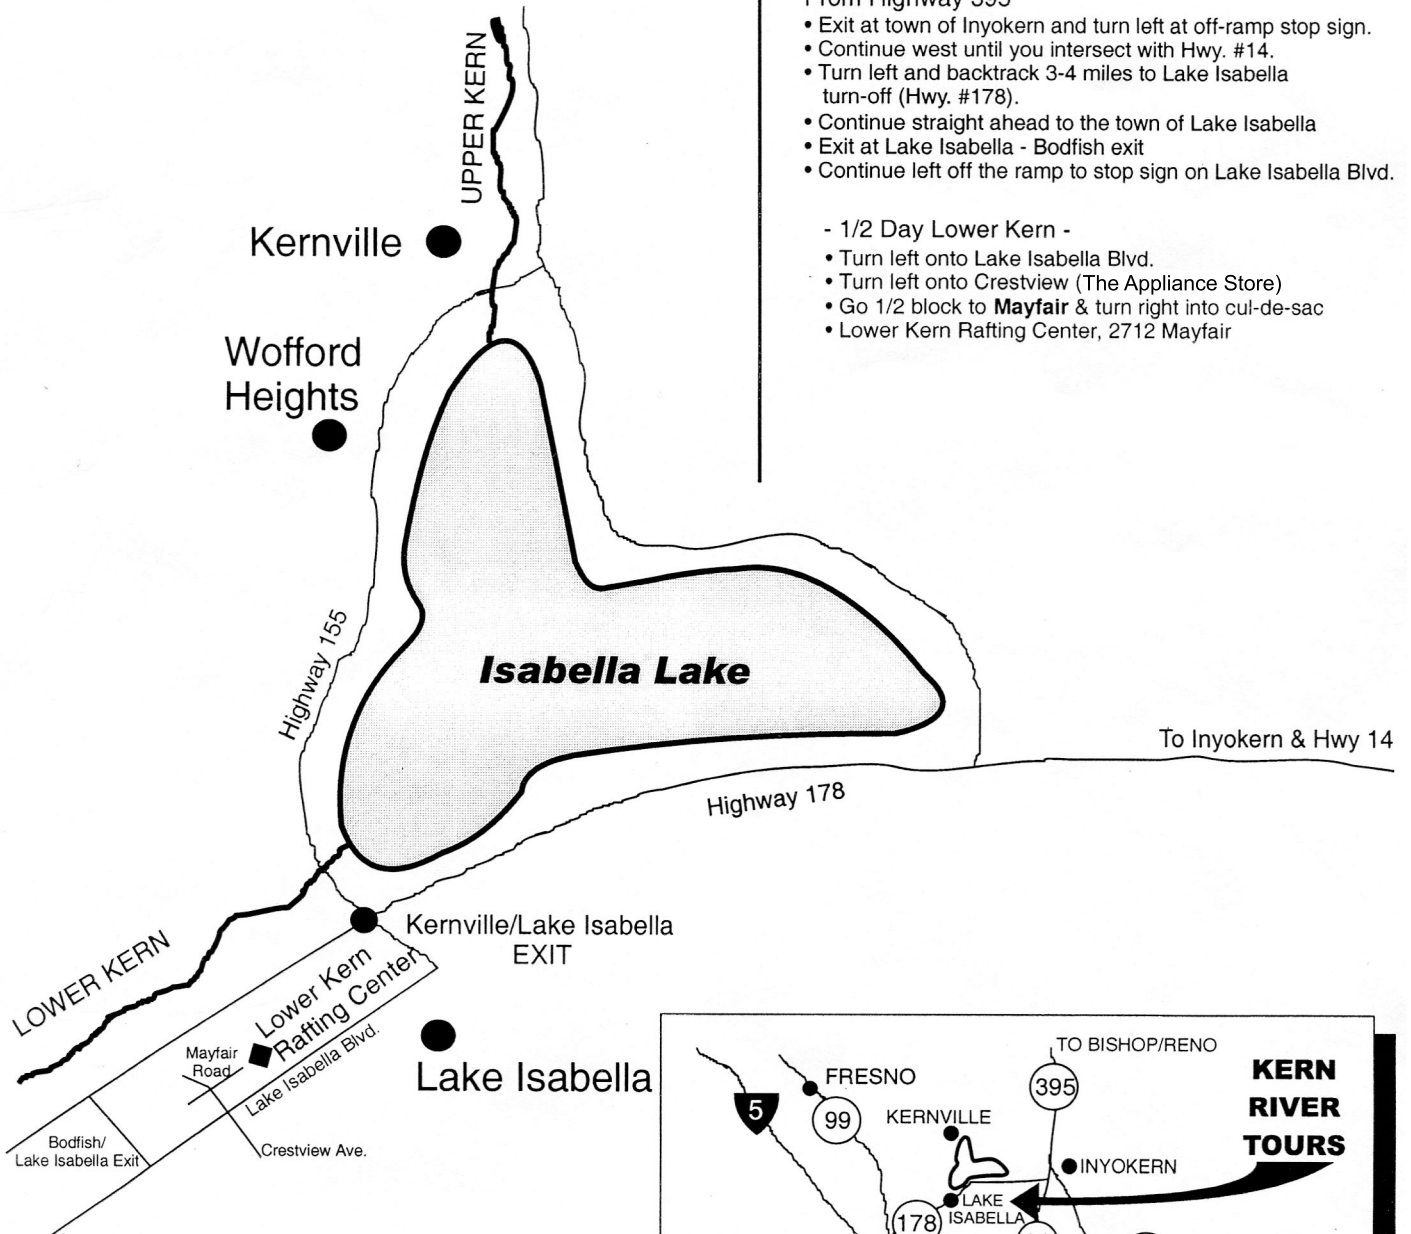 From Highway 395
• Exit at town of Inyokern and turn left at off-ramp stop sign.
• Continue west until you intersect with Hwy. #14.
• Turn left and backtrack 3-4 miles to Lake Isabella
turn-off (Hwy. #178).
• Continue straight ahead to the town of Lake Isabella
• Exit at Lake Isabella - Bodfish exit
• Continue left off the ramp to stop sign on Lake Isabella Blvd.
- 1/2 Day Lower Kern -
• Turn left onto Lake Isabella Blvd.
• Turn left onto Crestview (The Appliance Store)
• Go 1/2 block to Mayfair & turn right into cul-de-sac
• Lower Kern Rafting Center, 2712 Mayfair
UPPER KERN
Kernville
Wofford
Heights
Highway 155
Isabella Lake
To Inyokern & Hwy 14
Highway 178
Kernville/Lake Isabella
EXIT
LOWER KERN
Lower Kern
Rafting Center
Mayfair
Road
Lake Isabella Blvd.
Lake Isabella
Bodfish/
Lake Isabella Exit
Crestview Ave.
TO BISHOP/RENO
395
KERN
RIVER
TOURS
5
FRESNO
99
KERNVILLE
INYOKERN
LAKE
ISABELLA
178